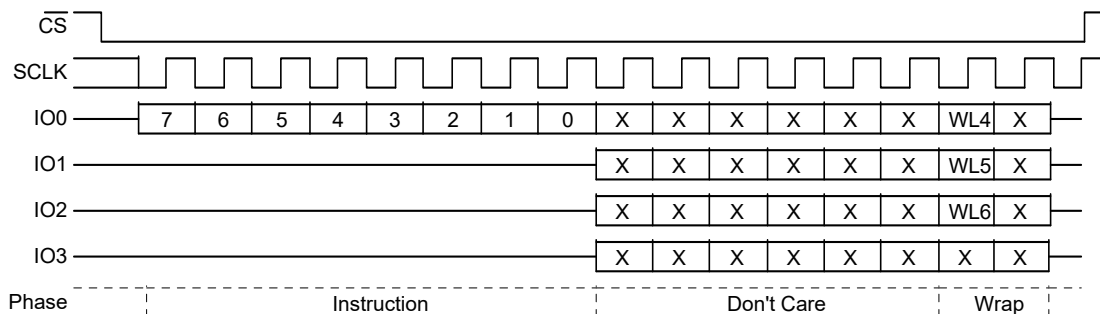 CS
SCLK
IO0 7 6 5 4 3 2 1 0 X X X X X X WL4 X
IO1 X X X X X X WL5 X
IO2 X X X X X X WL6 X
IO3 X X X X X X X X
Phase Instruction Don't Care Wrap